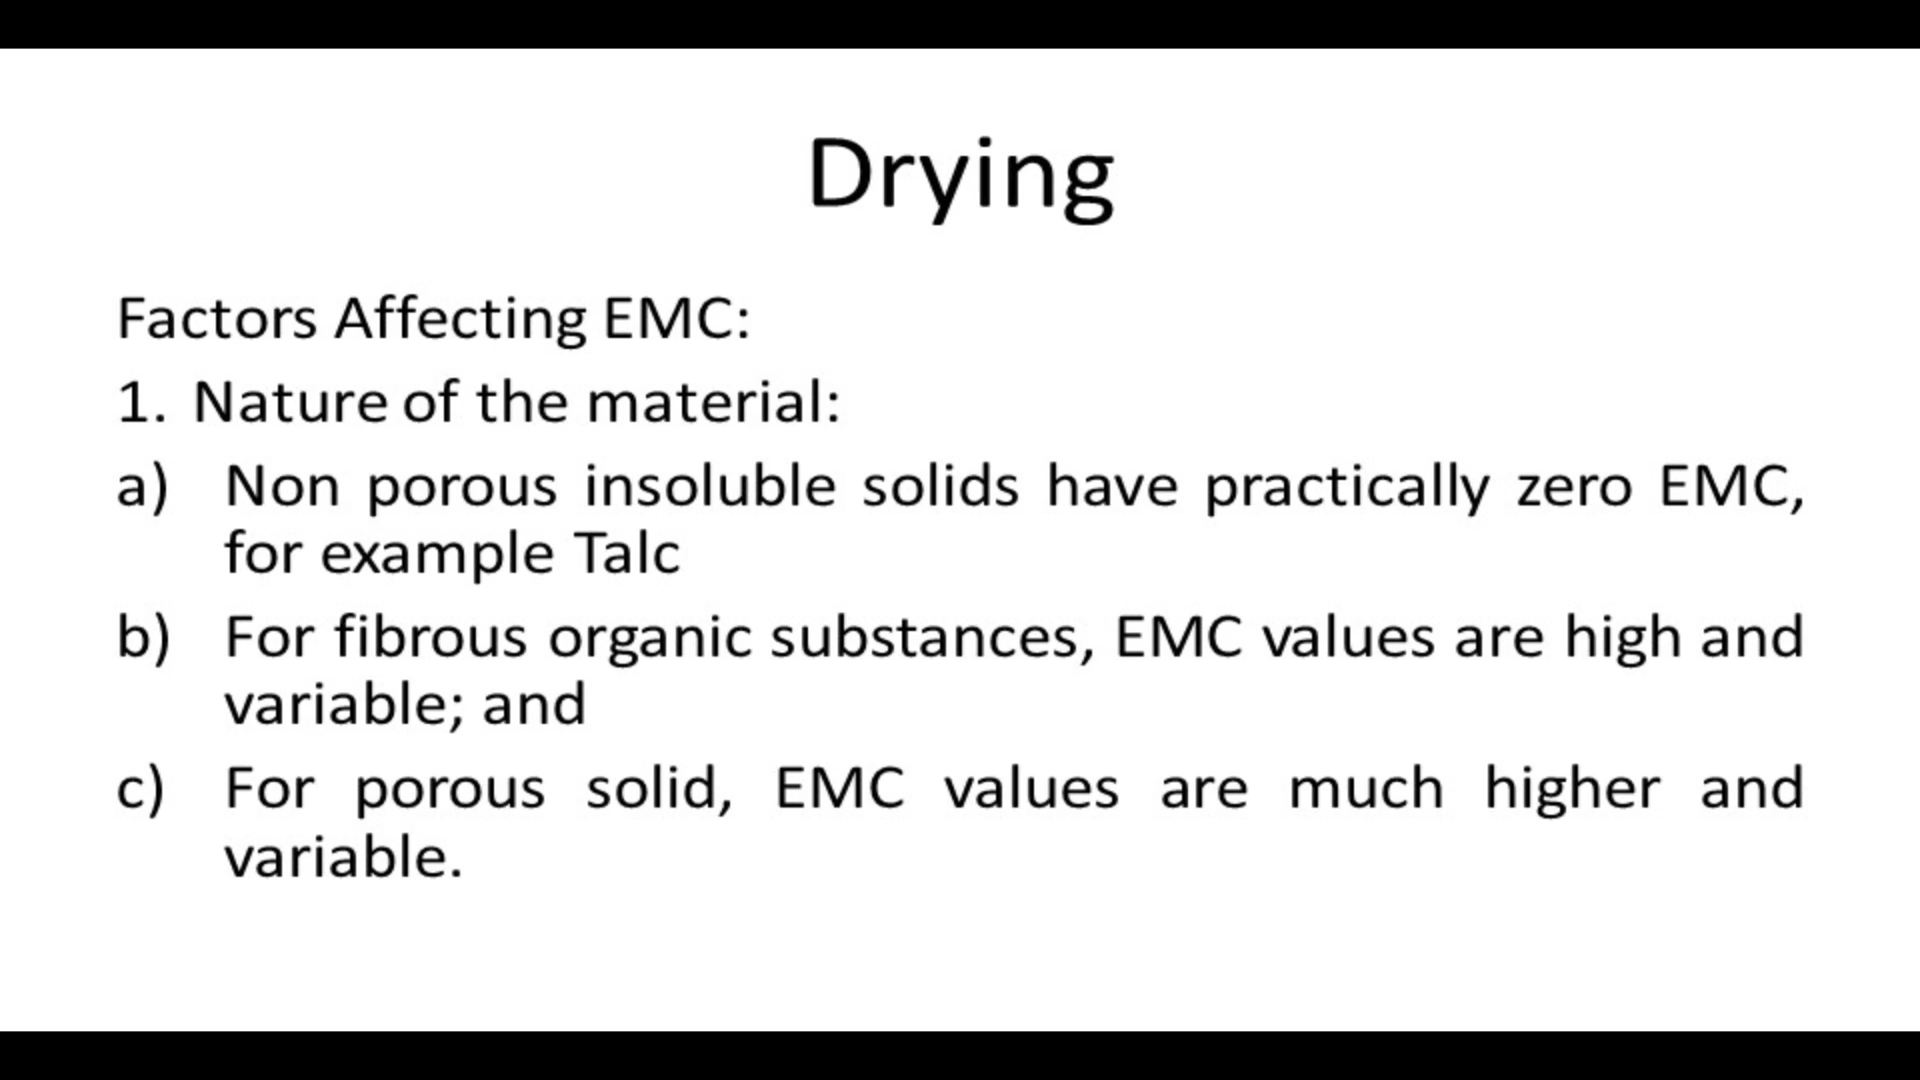 Drying
Factors Affecting EMC:
1. Nature of the material:
a) Non porous insoluble solids have practically zero EMC,
for example Talc
b) For fibrous organic substances, EMC values are high and
variable; and
c) For porous solid, EMC values are much higher and
variable.